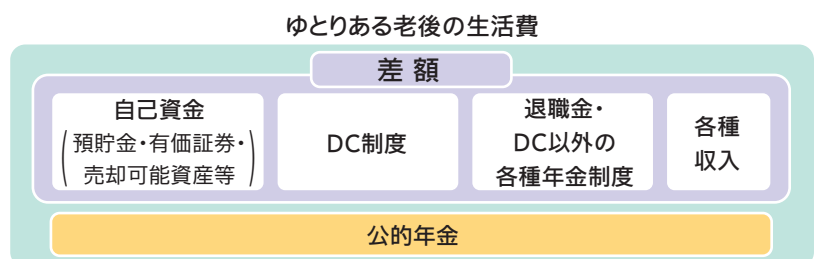 ゆとりある老後の生活費
差額
自己資金
(預貯金・有価証券・
売却可能資産等)
DC制度
退職金・
DC以外の
各種年金制度
各種
収入
公的年金